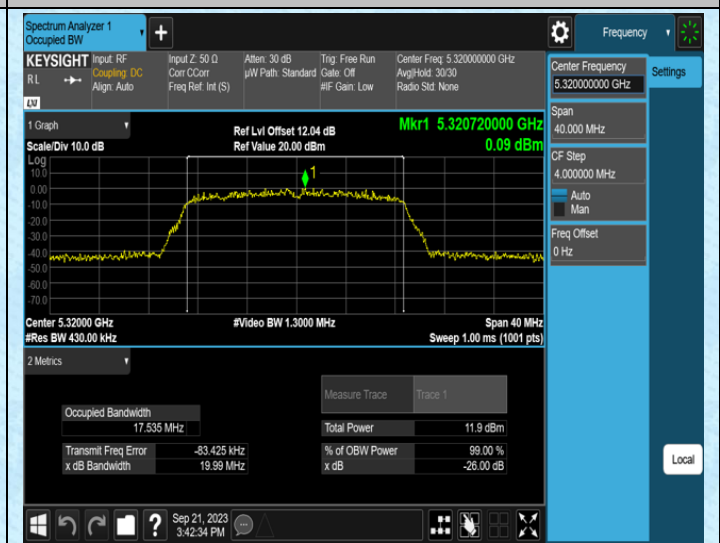 Spectrum Analyzer 1
Occupied BW
Frequency
KEYSIGHT
R L
LXI
Input: RF
Coupling: DC
Align: Auto
Input Z: 50 Ω
Corr CCorr
Freq Ref: Int (S)
Atten: 30 dB
µW Path: Standard
Trig: Free Run
Gate: Off
#IF Gain: Low
Center Freq: 5.320000000 GHz
Avg|Hold: 30/30
Radio Std: None
Center Frequency
5.320000000 GHz
Settings
Span
40.000 MHz
CF Step
4.000000 MHz
Auto
Man
Freq Offset
0 Hz
Local
1 Graph
Scale/Div 10.0 dB
Ref Lvl Offset 12.04 dB
Ref Value 20.00 dBm
Mkr1 5.320720000 GHz
0.09 dBm
Log
10.0
0.00
-10.0
-20.0
-30.0
-40.0
-50.0
-60.0
-70.0
1
Center 5.32000 GHz
#Res BW 430.00 kHz
#Video BW 1.3000 MHz
Span 40 MHz
Sweep 1.00 ms (1001 pts)
2 Metrics
Measure Trace Trace 1
Occupied Bandwidth
17.535 MHz
Total Power 11.9 dBm
Transmit Freq Error -83.425 kHz
% of OBW Power 99.00 %
x dB Bandwidth 19.99 MHz
x dB -26.00 dB
?
Sep 21, 2023
3:42:34 PM